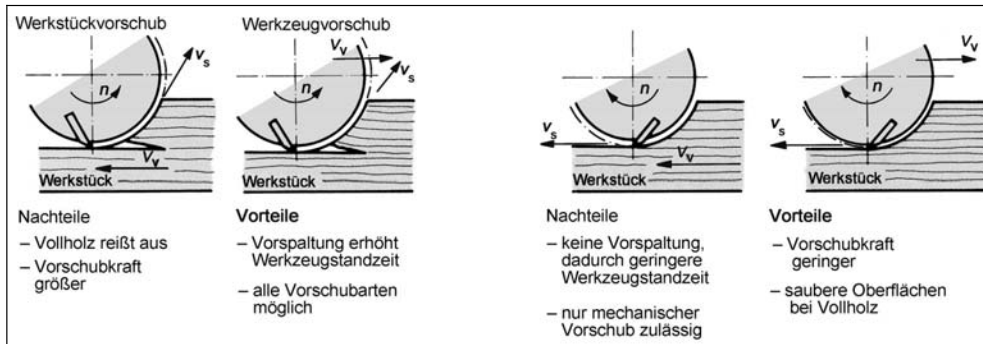 Werkstückvorschub
v s
n
V v
Werkstück
Nachteile
– Vollholz reißt aus
– Vorschubkraft
größer
Werkzeugvorschub
V v
v s
n
Werkstück
Vorteile
– Vorspaltung erhöht
Werkzeugstandzeit
– alle Vorschubarten
möglich
n
v s
V v
Werkstück
Nachteile
– keine Vorspaltung,
dadurch geringere
Werkzeugstandzeit
– nur mechanischer
Vorschub zulässig
V v
n
v s
Werkstück
Vorteile
– Vorschubkraft
geringer
– saubere Oberflächen
bei Vollholz